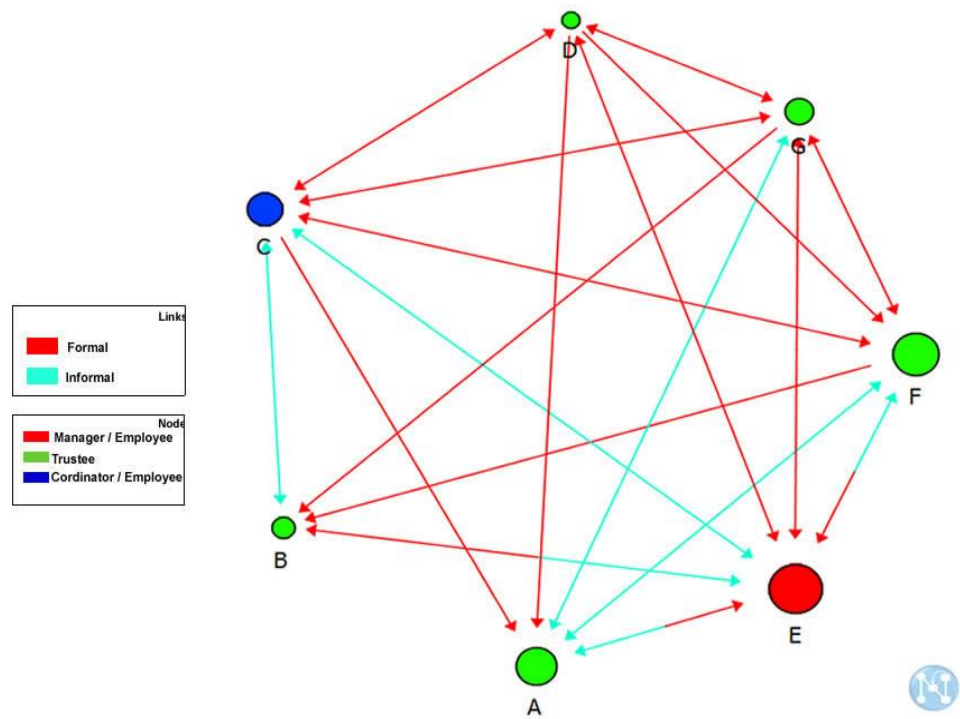 D
G
C
Links
Formal
Informal
F
Node
Manager / Employee
Trustee
Cordinator / Employee
B
E
A